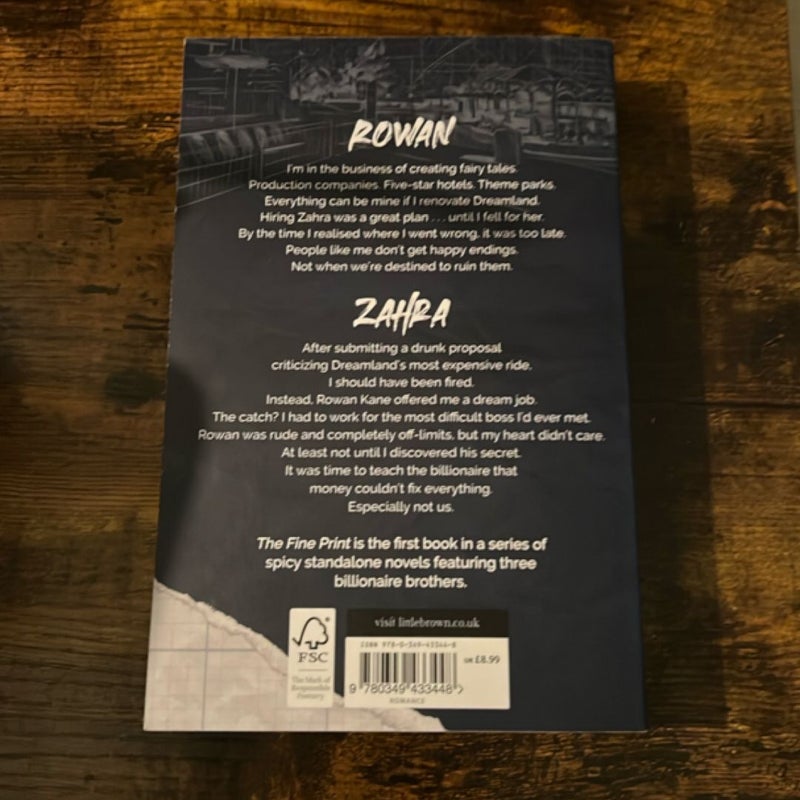 ROWAN
I'm in the business of creating fairy tales.
Production companies. Five-star hotels. Theme parks.
Everything can be mine if I renovate Dreamland.
Hiring Zahra was a great plan . . . until I fell for her.
By the time I realised where I went wrong, it was too late.
People like me don't get happy endings.
Not when we're destined to ruin them.
ZAHRA
After submitting a drunk proposal
criticizing Dreamland's most expensive ride,
I should have been fired.
Instead, Rowan Kane offered me a dream job.
The catch? I had to work for the most difficult boss I'd ever met.
Rowan was rude and completely off-limits, but my heart didn't care.
At least not until I discovered his secret.
It was time to teach the billionaire that
money couldn't fix everything.
Especially not us.
The Fine Print is the first book in a series of
spicy standalone novels featuring three
billionaire brothers.
visit littlebrown.co.uk
ISBN 978-0-349-43344-8
FSC
The Mark of
Responsible
Forestry
UK £8.99
9 780349 433448 >
ROMANCE